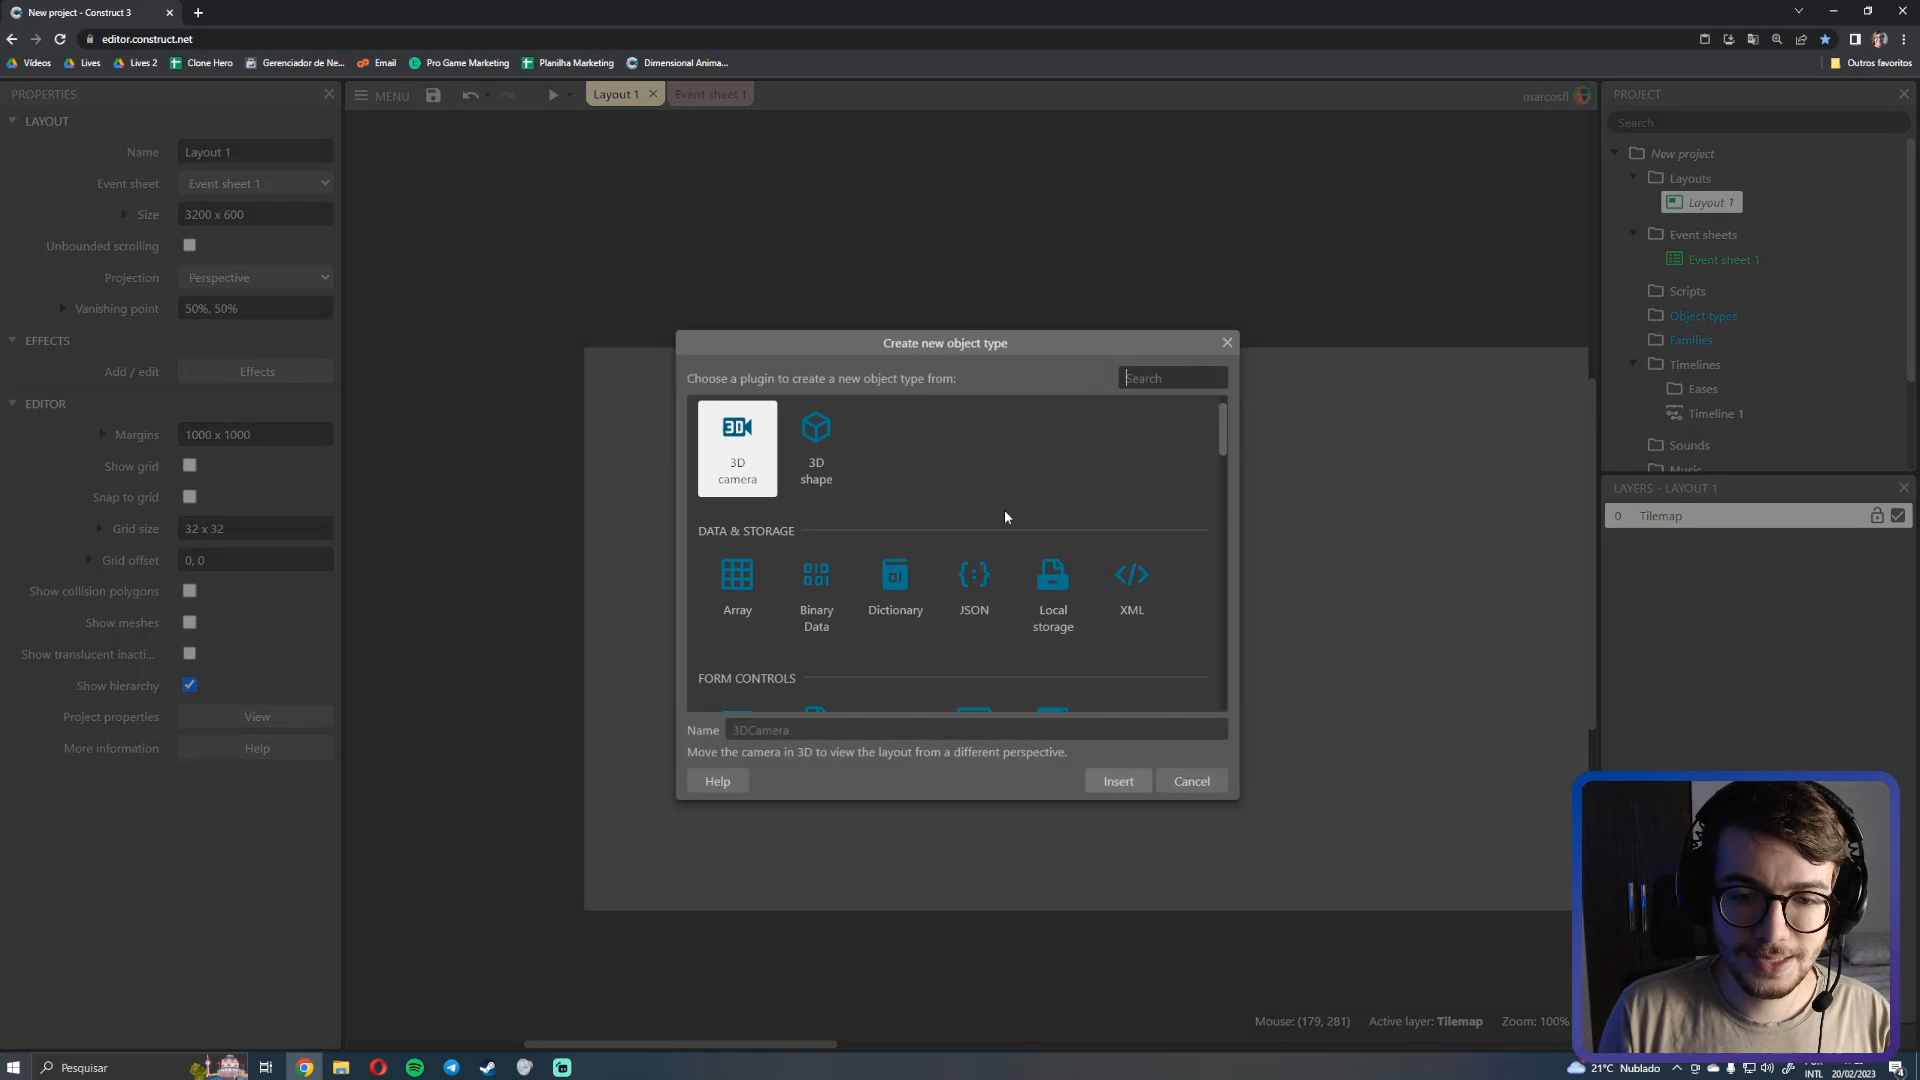 New project - Construct 3
editor.construct.net
Vídeos
Lives
Lives 2
Clone Hero
Gerenciador de Ne...
Email
Pro Game Marketing
Planilha Marketing
Dimensional Anima...
Outros favoritos
PROPERTIES
MENU
Layout 1
Event sheet 1
marcosfl
PROJECT
LAYOUT
Name
Layout 1
Event sheet
Event sheet 1
Size
3200 x 600
Unbounded scrolling
Projection
Perspective
Vanishing point
50%, 50%
EFFECTS
Add / edit
Effects
EDITOR
Margins
1000 x 1000
Show grid
Snap to grid
Grid size
32 x 32
Grid offset
0, 0
Show collision polygons
Show meshes
Show translucent inacti...
Show hierarchy
Project properties
View
More information
Help
Create new object type
Choose a plugin to create a new object type from:
Search
3D
3D
camera
3D
shape
DATA & STORAGE
Array
Binary
Data
Dictionary
JSON
Local
storage
XML
FORM CONTROLS
Name
3DCamera
Move the camera in 3D to view the layout from a different perspective.
Help
Insert
Cancel
Search
New project
Layouts
Layout 1
Event sheets
Event sheet 1
Scripts
Object types
Families
Timelines
Eases
Timeline 1
Sounds
Music
LAYERS - LAYOUT 1
0
Tilemap
Mouse: (179, 281)
Active layer: Tilemap
Zoom: 100%
Pesquisar
21°C Nublado
INTL
20/02/2023